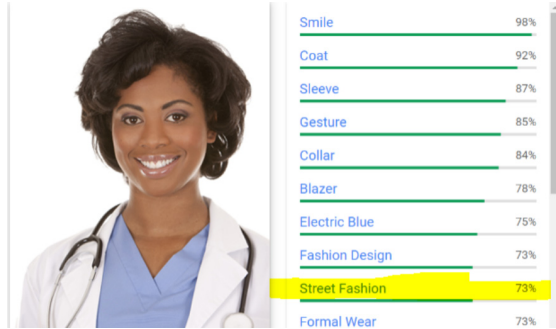 Smile 98%
Coat 92%
Sleeve 87%
Gesture 85%
Collar 84%
Blazer 78%
Electric Blue 75%
Fashion Design 73%
Street Fashion 73%
Formal Wear 73%